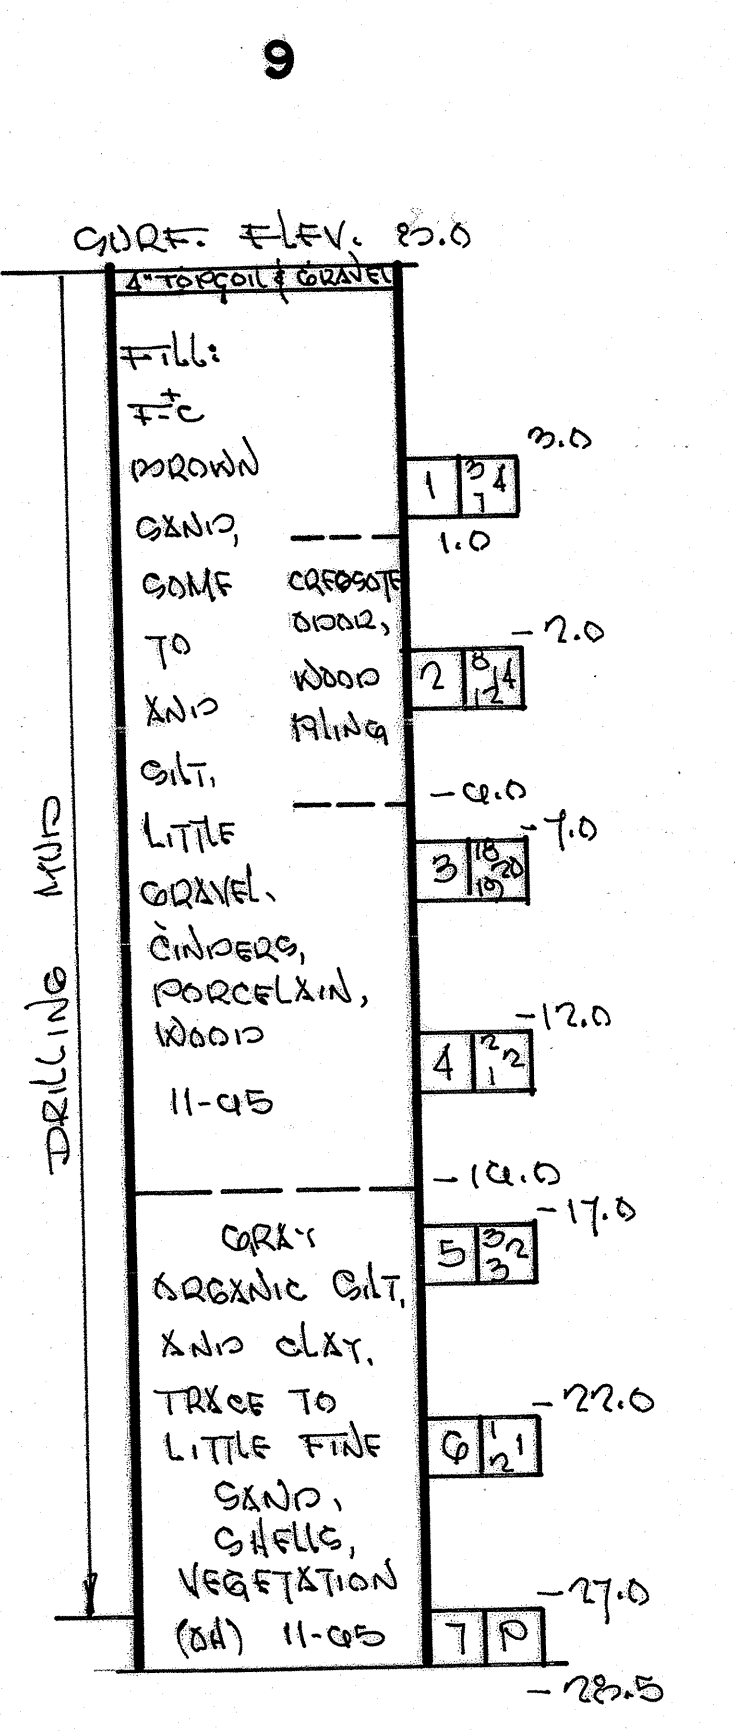 9
SURF. ELEV. 8.0
4" TOPSOIL & GRAVEL
FILL:
F-C+
BROWN
SAND,
SOME
TO
AND
SILT,
LITTLE
GRAVEL,
CINDERS,
PORCELAIN,
WOOD
11-65
CREOSOTE
ODOR,
WOOD
PILING
GRAY
ORGANIC SILT,
AND CLAY,
TRACE TO
LITTLE FINE
SAND,
SHELLS,
VEGETATION
(OH) 11-65
DRILLING MUD
3.0
1 3 4 7
1.0
-2.0
2 8 14 12
-6.0
-7.0
3 18 20 19
-12.0
4 2 2 1
-16.0
-17.0
5 3 2 3
-22.0
6 1 1 2
-27.0
7 P
-28.5